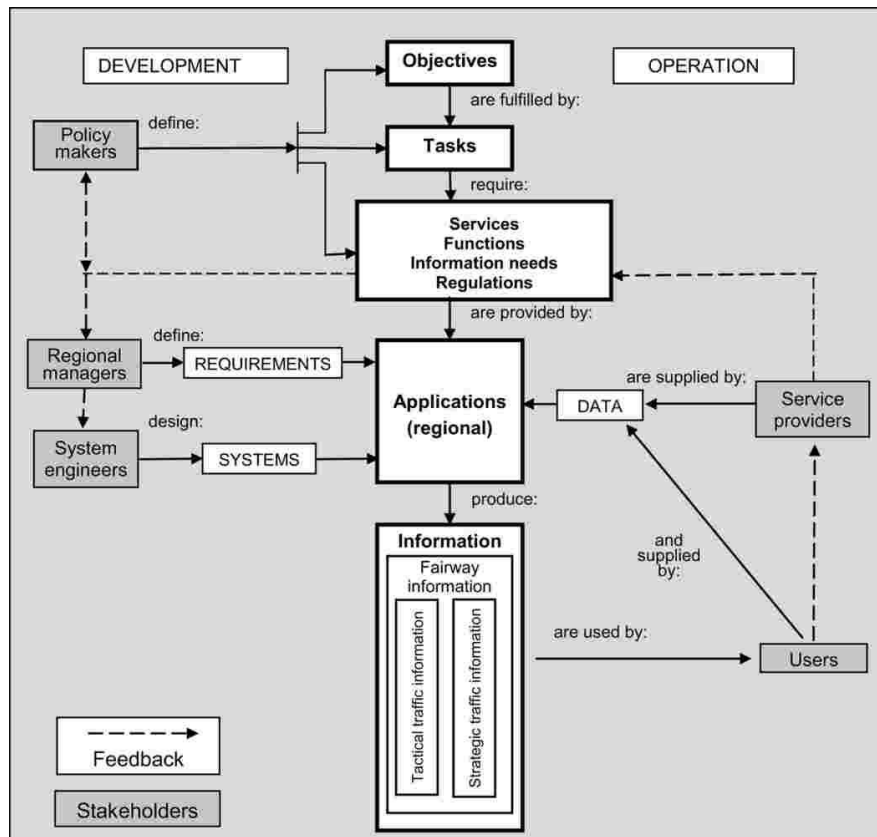 DEVELOPMENT
Objectives
OPERATION
are fulfilled by:
Policy
makers
define:
Tasks
require:
Services
Functions
Information needs
Regulations
are provided by:
Regional
managers
define:
REQUIREMENTS
Applications
(regional)
DATA
are supplied by:
Service
providers
System
engineers
design:
SYSTEMS
produce:
and
supplied
by:
Information
Fairway
information
Tactical traffic information
Strategic traffic information
are used by:
Users
Feedback
Stakeholders